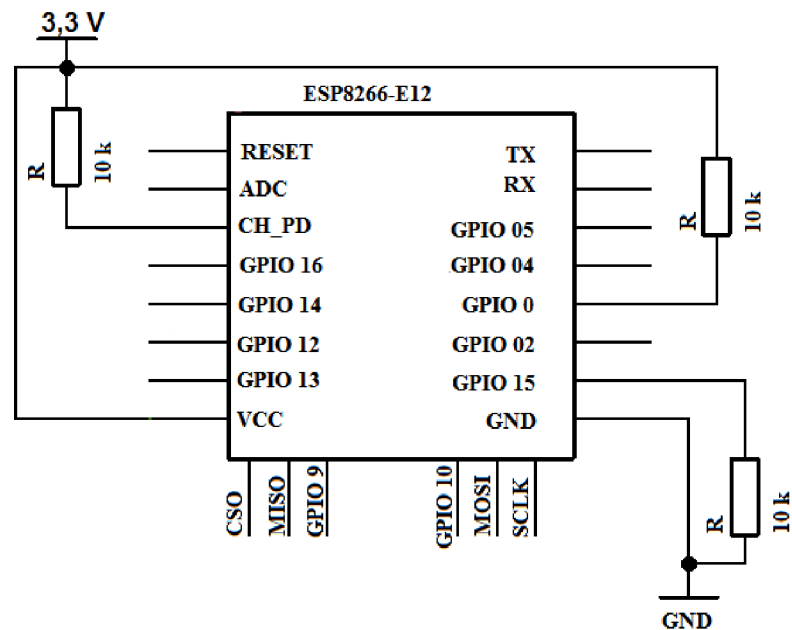 3,3 V
ESP8266-E12
R
10 k
RESET
ADC
CH_PD
GPIO 16
GPIO 14
GPIO 12
GPIO 13
VCC
TX
RX
GPIO 05
GPIO 04
GPIO 0
GPIO 02
GPIO 15
GND
R
10 k
CSO
MISO
GPIO 9
GPIO 10
MOSI
SCLK
R
10 k
GND